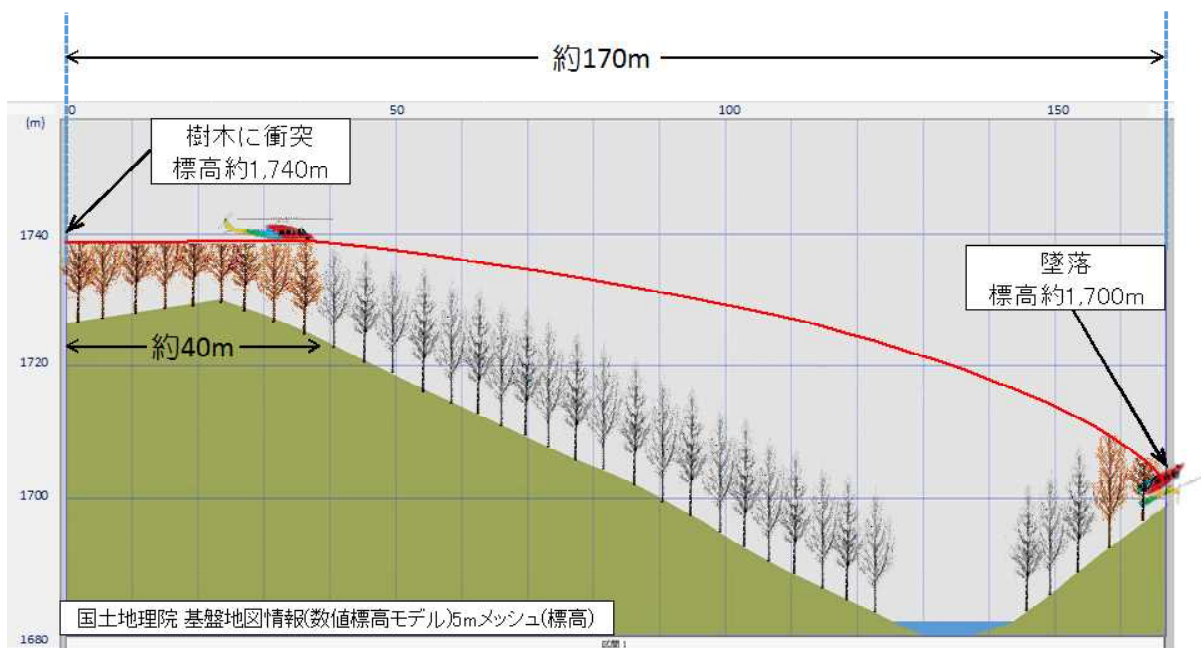 約170m
0 50 100 150
(m)
樹木に衝突
標高約1,740m
1740
墜落
標高約1,700m
約40m
1720
1700
国土地理院 基盤地図情報(数値標高モデル)5mメッシュ(標高)
1680
区間1